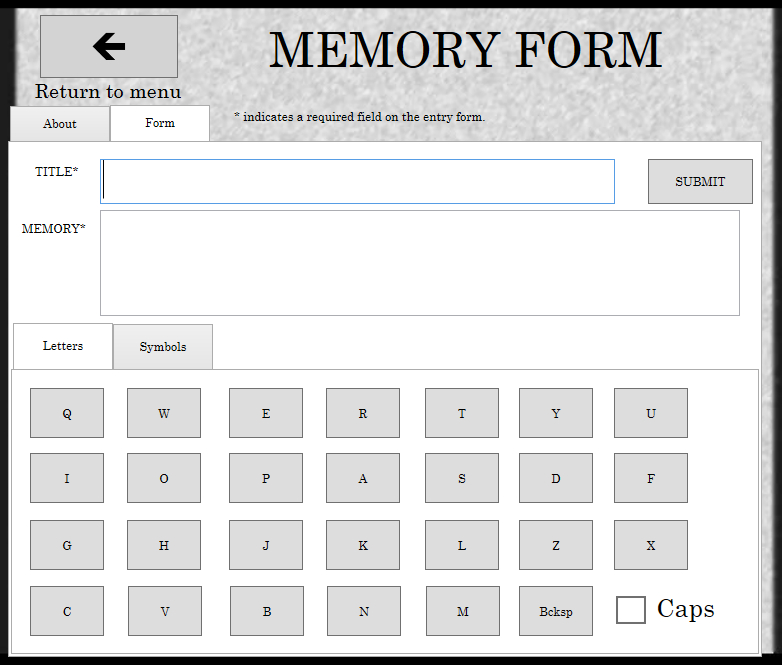 MEMORY FORM
Return to menu
About Form * indicates a required field on the entry form.
TITLE* SUBMIT
MEMORY*
Letters Symbols
Q W E R T Y U
I O P A S D F
G H J K L Z X
C V B N M Bcksp Caps